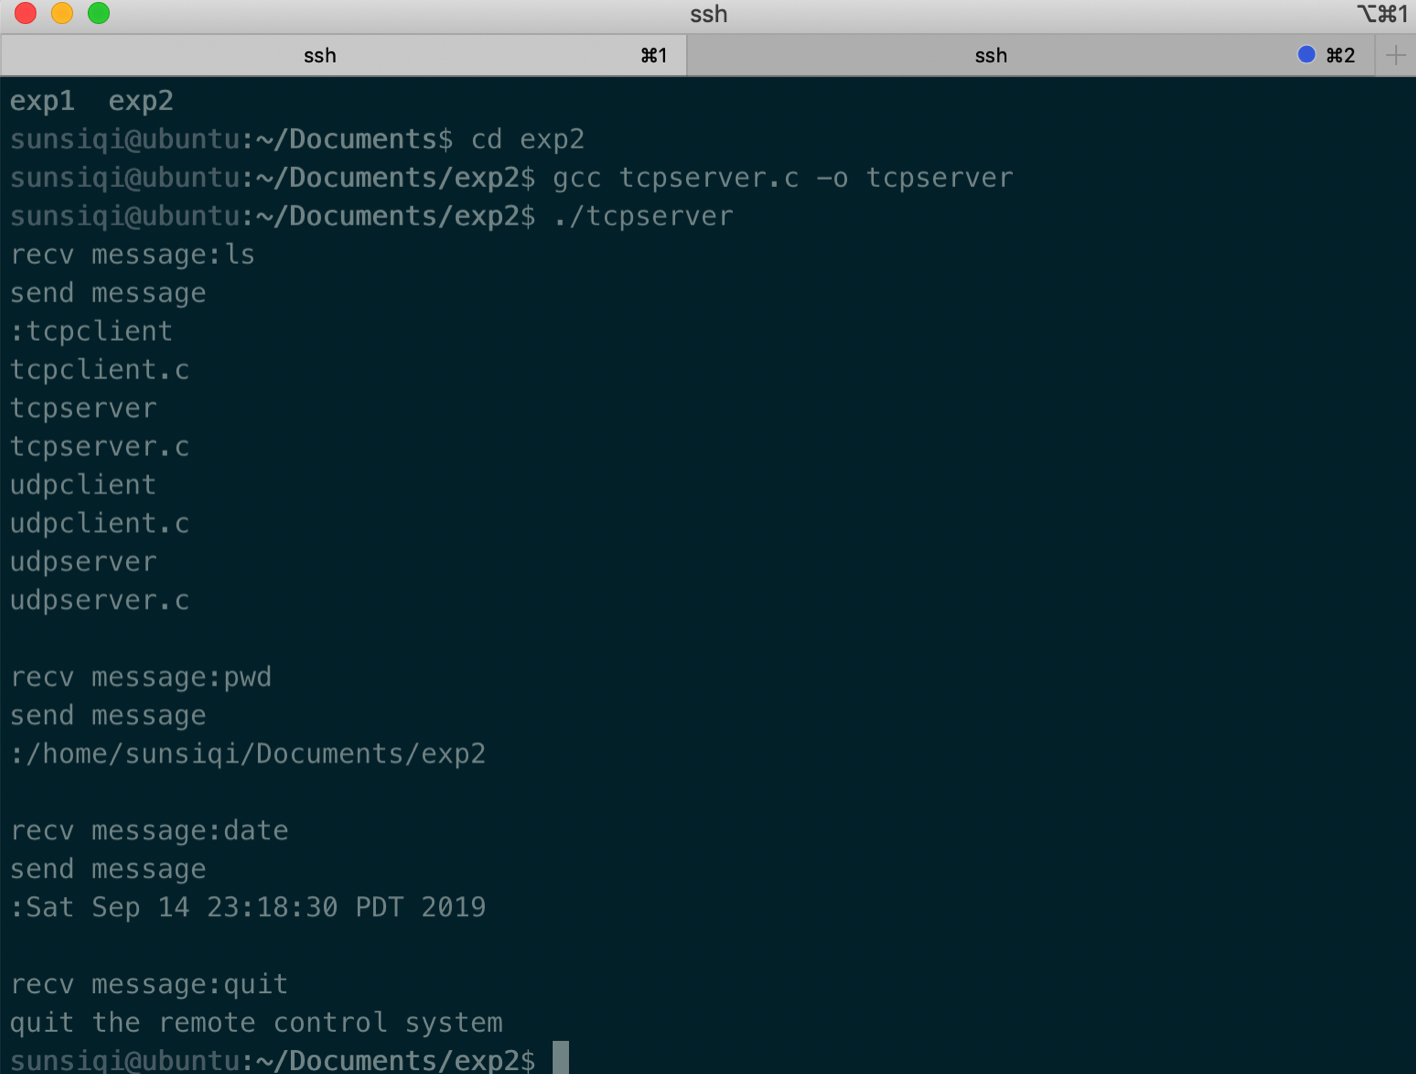 ssh
⌥⌘1
ssh ⌘1 ssh ⌘2 +
exp1  exp2
sunsiqi@ubuntu:~/Documents$ cd exp2
sunsiqi@ubuntu:~/Documents/exp2$ gcc tcpserver.c -o tcpserver
sunsiqi@ubuntu:~/Documents/exp2$ ./tcpserver
recv message:ls
send message
:tcpclient
tcpclient.c
tcpserver
tcpserver.c
udpclient
udpclient.c
udpserver
udpserver.c

recv message:pwd
send message
:/home/sunsiqi/Documents/exp2

recv message:date
send message
:Sat Sep 14 23:18:30 PDT 2019

recv message:quit
quit the remote control system
sunsiqi@ubuntu:~/Documents/exp2$